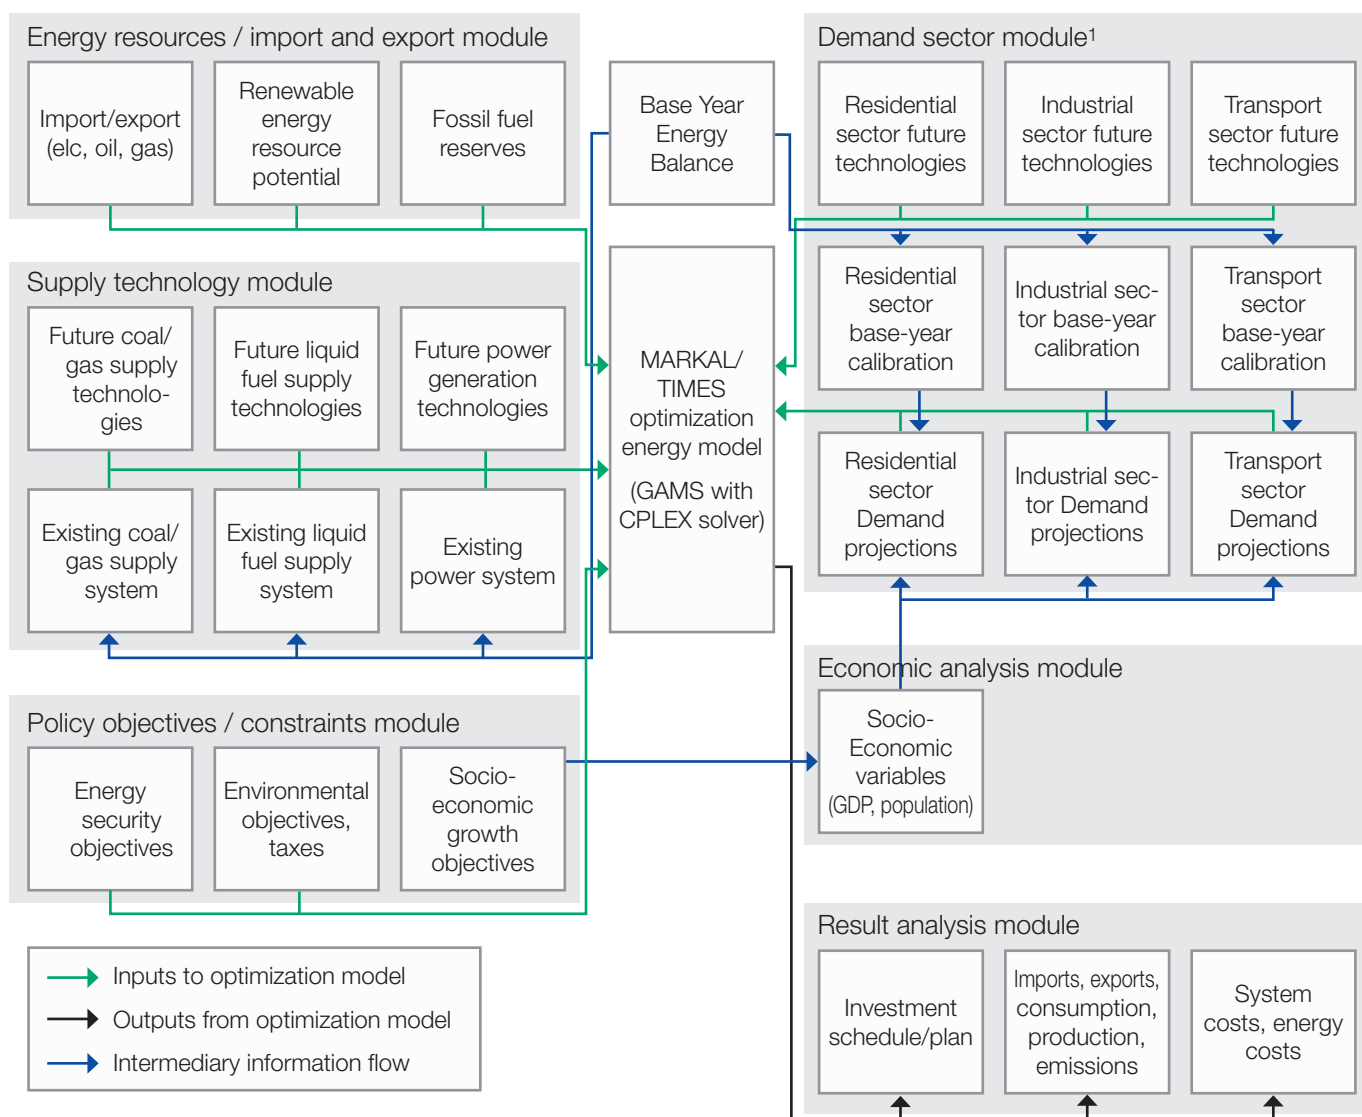 Energy resources / import and export module
Import/export
(elc, oil, gas)
Renewable
energy
resource
potential
Fossil fuel
reserves
Base Year
Energy
Balance
Demand sector module¹
Residential
sector future
technologies
Industrial
sector future
technologies
Transport
sector future
technologies
Residential
sector
base-year
calibration
Industrial sec-
tor base-year
calibration
Transport
sector
base-year
calibration
Residential
sector
Demand
projections
Industrial sec-
tor Demand
projections
Transport
sector
Demand
projections
Supply technology module
Future coal/
gas supply
technolo-
gies
Future liquid
fuel supply
technologies
Future power
generation
technologies
Existing coal/
gas supply
system
Existing liquid
fuel supply
system
Existing
power system
MARKAL/
TIMES
optimization
energy model
(GAMS with
CPLEX solver)
Policy objectives / constraints module
Energy
security
objectives
Environmental
objectives,
taxes
Socio-
economic
growth
objectives
Economic analysis module
Socio-
Economic
variables
(GDP, population)
Inputs to optimization model
Outputs from optimization model
Intermediary information flow
Result analysis module
Investment
schedule/plan
Imports, exports,
consumption,
production,
emissions
System
costs, energy
costs